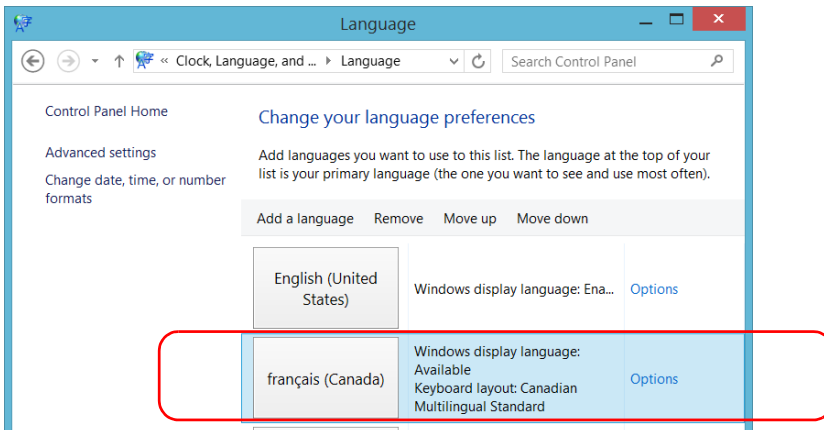 Language
« Clock, Language, and ... Language
Search Control Panel
Control Panel Home
Advanced settings
Change date, time, or number
formats
Change your language preferences
Add languages you want to use to this list. The language at the top of your
list is your primary language (the one you want to see and use most often).
Add a language Remove Move up Move down
English (United
States)
Windows display language: Ena...
Options
français (Canada)
Windows display language:
Available
Keyboard layout: Canadian
Multilingual Standard
Options